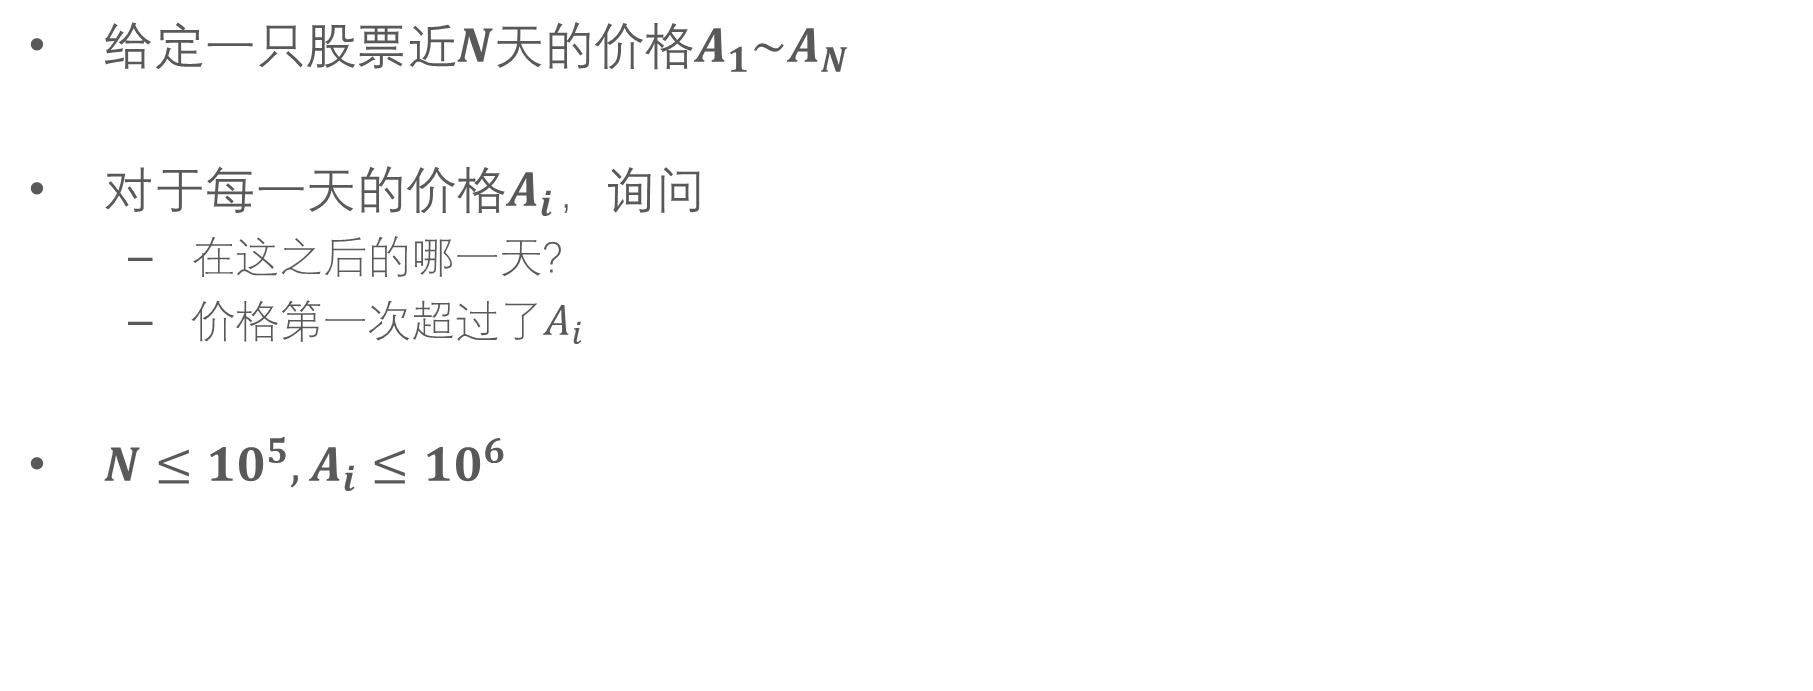 • 给定一只股票近N天的价格A₁~A_N
• 对于每一天的价格Aᵢ，询问
– 在这之后的哪一天？
– 价格第一次超过了Aᵢ
• N ≤ 10⁵, Aᵢ ≤ 10⁶